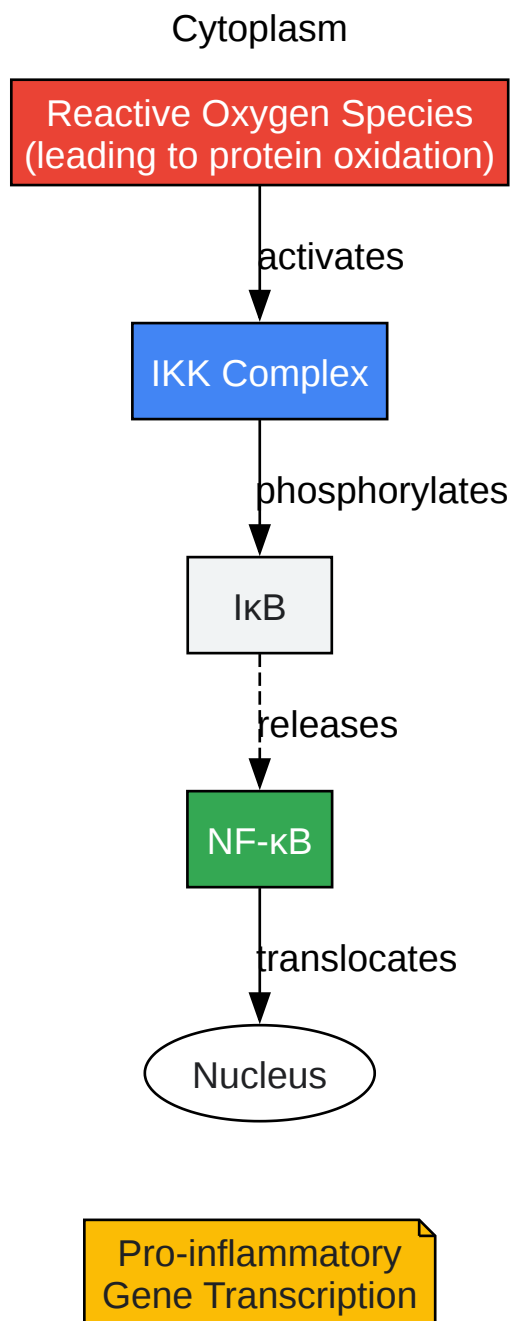 Cytoplasm
Reactive Oxygen Species
(leading to protein oxidation)
activates
IKK Complex
phosphorylates
IκB
releases
NF-κB
translocates
Nucleus
Pro-inflammatory
Gene Transcription